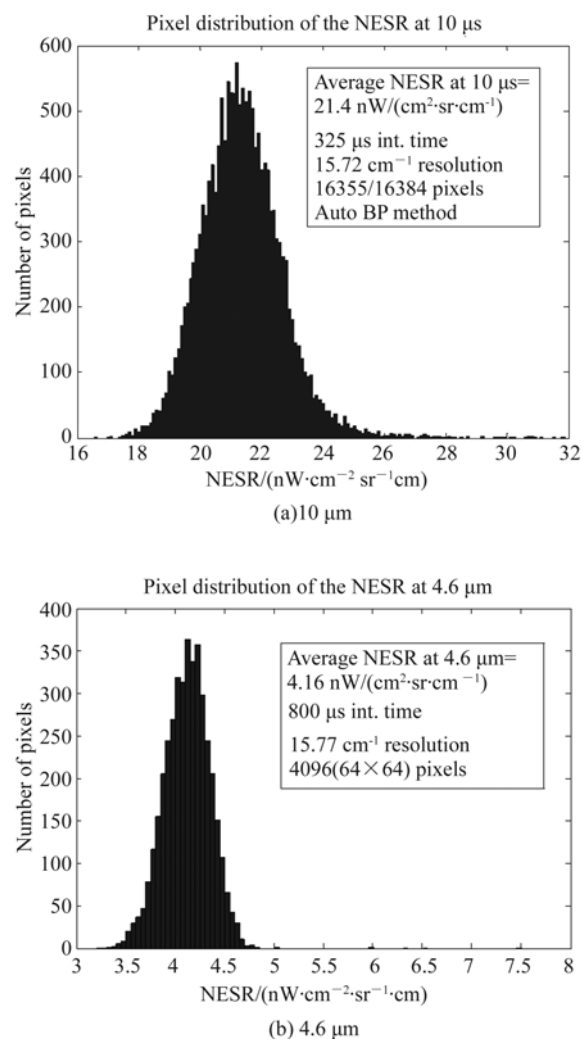 Pixel distribution of the NESR at 10 μs
600
500
400
300
200
100
0
Number of pixels
Average NESR at 10 μs=
21.4 nW/(cm²·sr·cm⁻¹)
325 μs int. time
15.72 cm⁻¹ resolution
16355/16384 pixels
Auto BP method
16 18 20 22 24 26 28 30 32
NESR/(nW·cm⁻² sr⁻¹cm)
(a)10 μm
Pixel distribution of the NESR at 4.6 μm
400
350
300
250
200
150
100
50
0
Number of pixels
Average NESR at 4.6 μm=
4.16 nW/(cm²·sr·cm⁻¹)
800 μs int. time
15.77 cm⁻¹ resolution
4096(64×64) pixels
3 3.5 4 4.5 5 5.5 6 6.5 7 7.5 8
NESR/(nW·cm⁻²·sr⁻¹·cm)
(b) 4.6 μm